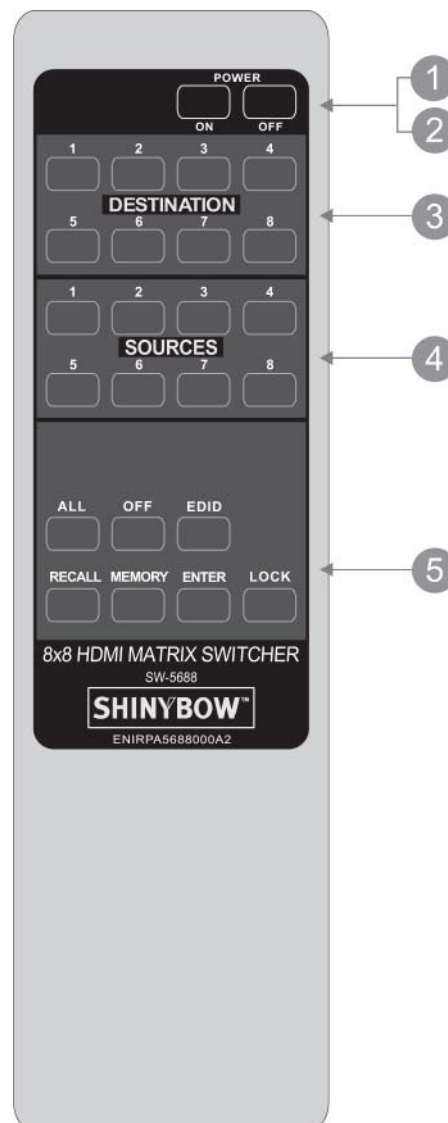 POWER
ON OFF
1 2 3 4
DESTINATION
5 6 7 8
1 2 3 4
SOURCES
5 6 7 8
ALL OFF EDID
RECALL MEMORY ENTER LOCK
8x8 HDMI MATRIX SWITCHER
SW-5688
SHINYBOW™
ENIRPA5688000A2
1
2
3
4
5